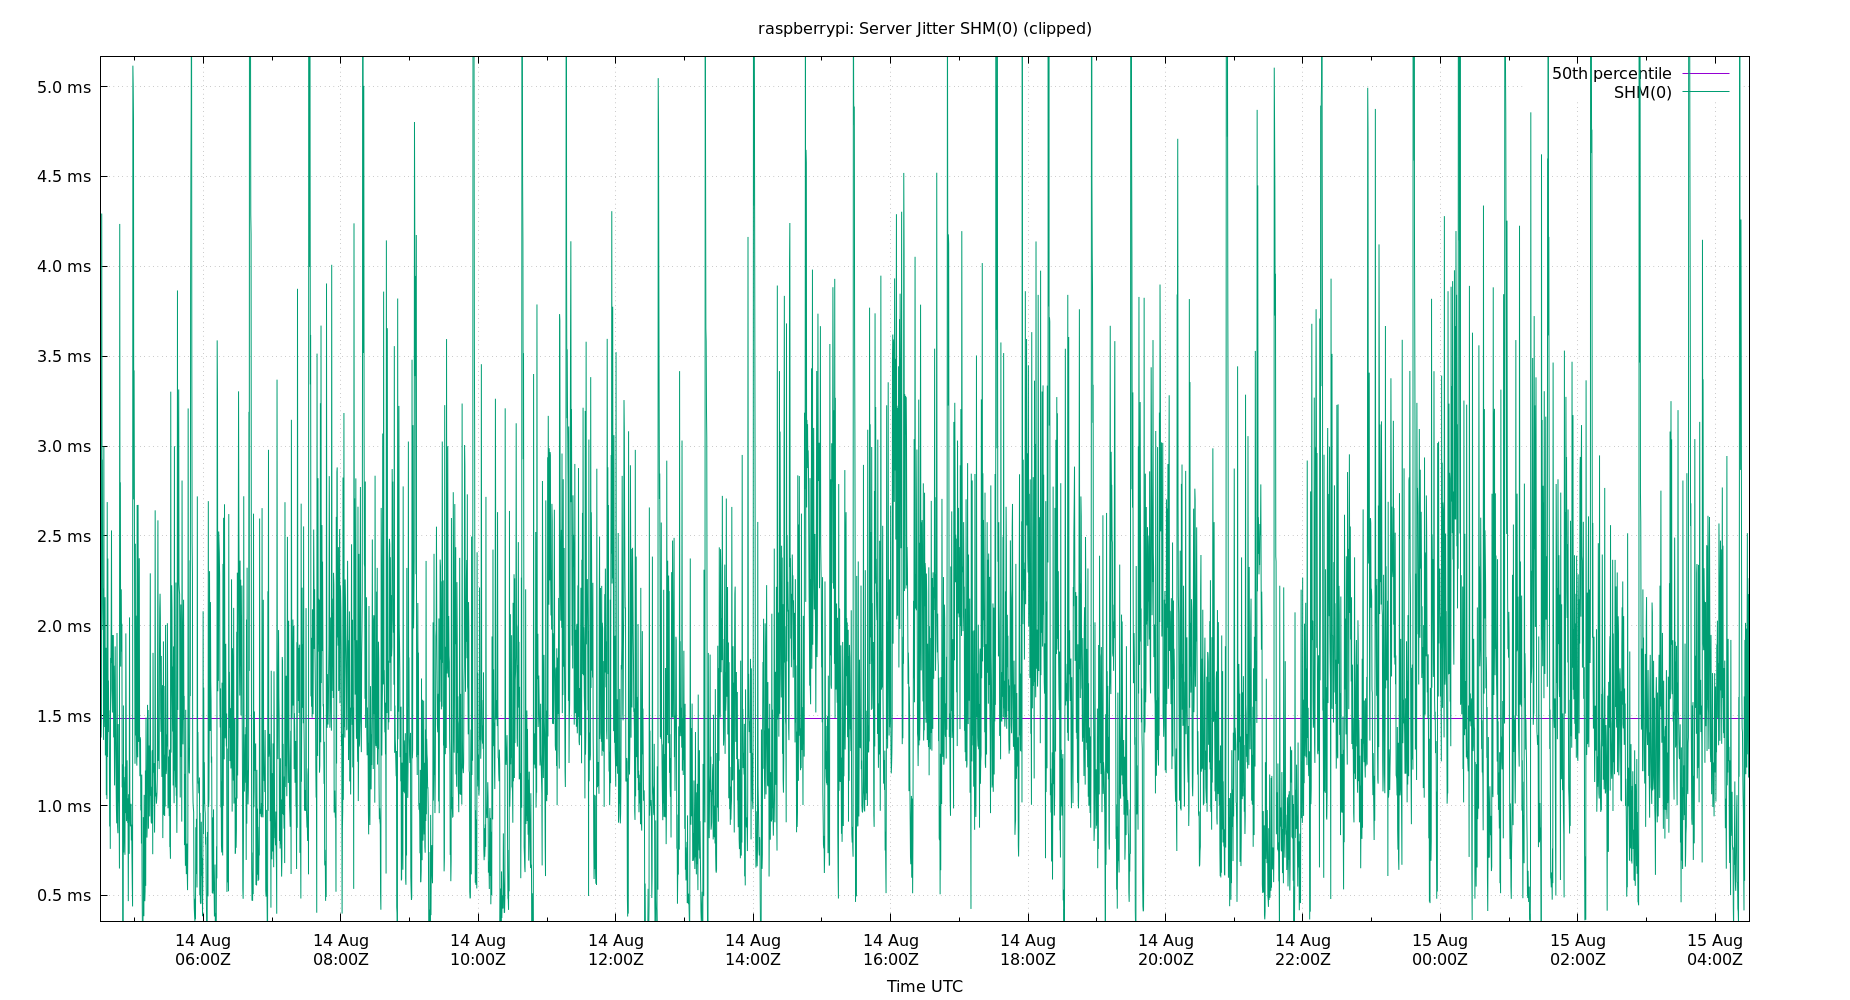 raspberrypi: Server Jitter SHM(0) (clipped)
50th percentile
SHM(0)
5.0 ms
4.5 ms
4.0 ms
3.5 ms
3.0 ms
2.5 ms
2.0 ms
1.5 ms
1.0 ms
0.5 ms
14 Aug 14 Aug 14 Aug 14 Aug 14 Aug 14 Aug 14 Aug 14 Aug 14 Aug 15 Aug 15 Aug 15 Aug
06:00Z 08:00Z 10:00Z 12:00Z 14:00Z 16:00Z 18:00Z 20:00Z 22:00Z 00:00Z 02:00Z 04:00Z
Time UTC